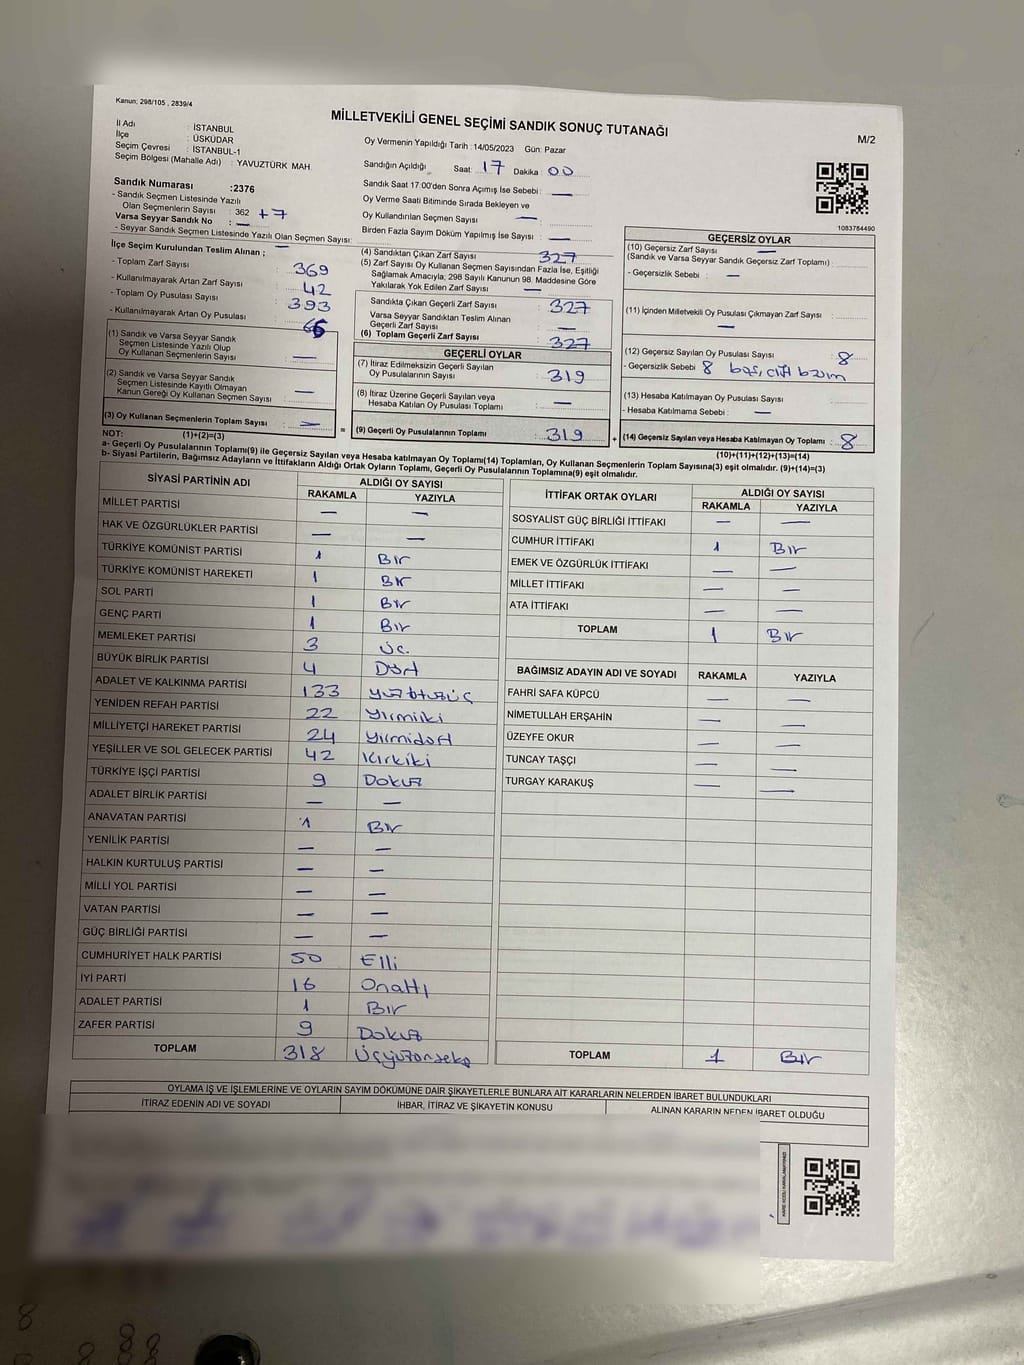 Kanun; 298/105 , 2839/4
MİLLETVEKİLİ GENEL SEÇİMİ SANDIK SONUÇ TUTANAĞI
M/2
İl Adı : İSTANBUL
İlçe : ÜSKÜDAR
Seçim Çevresi : İSTANBUL-1
Seçim Bölgesi (Mahalle Adı) : YAVUZTÜRK MAH.
Sandık Numarası :2376
- Sandık Seçmen Listesinde Yazılı
Olan Seçmenlerin Sayısı : 362 +7
Varsa Seyyar Sandık No : —
- Seyyar Sandık Seçmen Listesinde Yazılı Olan Seçmen Sayısı: —
Oy Vermenin Yapıldığı Tarih :14/05/2023 Gün: Pazar
Sandığın Açıldığı Saat: 17 Dakika : 00
Sandık Saat 17:00'den Sonra Açımış İse Sebebi : —
Oy Verme Saati Bitiminde Sırada Bekleyen ve
Oy Kullandırılan Seçmen Sayısı : —
Birden Fazla Sayım Döküm Yapılmış İse Sayısı : —
1083784490
İlçe Seçim Kurulundan Teslim Alınan ;
- Toplam Zarf Sayısı : 369
- Kullanılmayarak Artan Zarf Sayısı : 42
- Toplam Oy Pusulası Sayısı : 393
- Kullanılmayarak Artan Oy Pusulası : 66
(1) Sandık ve Varsa Seyyar Sandık
Seçmen Listesinde Yazılı Olup
Oy Kullanan Seçmenlerin Sayısı : —
(2) Sandık ve Varsa Seyyar Sandık
Seçmen Listesinde Kayıtlı Olmayan
Kanun Gereği Oy Kullanan Seçmen Sayısı : —
(3) Oy Kullanan Seçmenlerin Toplam Sayısı : —
(1)+(2)=(3)
(4) Sandıktan Çıkan Zarf Sayısı : 327
(5) Zarf Sayısı Oy Kullanan Seçmen Sayısından Fazla İse, Eşitliği
Sağlamak Amacıyla; 298 Sayılı Kanunun 98. Maddesine Göre
Yakılarak Yok Edilen Zarf Sayısı : —
Sandıkta Çıkan Geçerli Zarf Sayısı : 327
Varsa Seyyar Sandıktan Teslim Alınan
Geçerli Zarf Sayısı : —
(6) Toplam Geçerli Zarf Sayısı : 327
GEÇERLİ OYLAR
(7) İtiraz Edilmeksizin Geçerli Sayılan
Oy Pusulalarının Sayısı : 319
(8) İtiraz Üzerine Geçerli Sayılan veya
Hesaba Katılan Oy Pusulası Toplamı : —
= (9) Geçerli Oy Pusulalarının Toplamı : 319
GEÇERSİZ OYLAR
(10) Geçersiz Zarf Sayısı —
(Sandık ve Varsa Seyyar Sandık Geçersiz Zarf Toplamı) :
- Geçersizlik Sebebi : —
(11) İçinden Milletvekili Oy Pusulası Çıkmayan Zarf Sayısı : —
(12) Geçersiz Sayılan Oy Pusulası Sayısı : 8
- Geçersizlik Sebebi : 8 boş, çift basım
(13) Hesaba Katılmayan Oy Pusulası Sayısı :
- Hesaba Katılmama Sebebi : —
+ (14) Geçersiz Sayılan veya Hesaba Katılmayan Oy Toplamı : 8
(10)+(11)+(12)+(13)=(14)
NOT:
a- Geçerli Oy Pusulalarının Toplamı(9) ile Geçersiz Sayılan veya Hesaba katılmayan Oy Toplamı(14) Toplamları, Oy Kullanan Seçmenlerin Toplam Sayısına(3) eşit olmalıdır. (9)+(14)=(3)
b- Siyasi Partilerin, Bağımsız Adayların ve İttifakların Aldığı Ortak Oyların Toplamı, Geçerli Oy Pusulalarının Toplamına(9) eşit olmalıdır.
SİYASİ PARTİNİN ADI ALDIĞI OY SAYISI
RAKAMLA YAZIYLA
MİLLET PARTİSİ — —
HAK VE ÖZGÜRLÜKLER PARTİSİ — —
TÜRKİYE KOMÜNİST PARTİSİ 1 Bir
TÜRKİYE KOMÜNİST HAREKETİ 1 Bir
SOL PARTİ 1 Bir
GENÇ PARTİ 1 Bir
MEMLEKET PARTİSİ 3 Üç.
BÜYÜK BİRLİK PARTİSİ 4 Dört
ADALET VE KALKINMA PARTİSİ 133 yüzotuzüç
YENİDEN REFAH PARTİSİ 22 yirmiiki
MİLLİYETÇİ HAREKET PARTİSİ 24 yirmidört
YEŞİLLER VE SOL GELECEK PARTİSİ 42 kırkiki
TÜRKİYE İŞÇİ PARTİSİ 9 Dokuz
ADALET BİRLİK PARTİSİ — —
ANAVATAN PARTİSİ 1 Bir
YENİLİK PARTİSİ — —
HALKIN KURTULUŞ PARTİSİ — —
MİLLİ YOL PARTİSİ — —
VATAN PARTİSİ — —
GÜÇ BİRLİĞİ PARTİSİ — —
CUMHURİYET HALK PARTİSİ 50 Elli
İYİ PARTİ 16 Onaltı
ADALET PARTİSİ 1 Bir
ZAFER PARTİSİ 9 Dokuz
TOPLAM 318 Üçyüzonseks
İTTİFAK ORTAK OYLARI ALDIĞI OY SAYISI
RAKAMLA YAZIYLA
SOSYALİST GÜÇ BİRLİĞİ İTTİFAKI — —
CUMHUR İTTİFAKI 1 Bir
EMEK VE ÖZGÜRLÜK İTTİFAKI — —
MİLLET İTTİFAKI — —
ATA İTTİFAKI — —
TOPLAM 1 Bir
BAĞIMSIZ ADAYIN ADI VE SOYADI RAKAMLA YAZIYLA
FAHRİ SAFA KÜPCÜ — —
NİMETULLAH ERŞAHİN — —
ÜZEYFE OKUR — —
TUNCAY TAŞÇI — —
TURGAY KARAKUŞ — —
TOPLAM 1 Bir
OYLAMA İŞ VE İŞLEMLERİNE VE OYLARIN SAYIM DÖKÜMÜNE DAİR ŞİKAYETLERLE BUNLARA AİT KARARLARIN NELERDEN İBARET BULUNDUKLARI
İTİRAZ EDENİN ADI VE SOYADI İHBAR, İTİRAZ VE ŞİKAYETİN KONUSU ALINAN KARARIN NEDEN İBARET OLDUĞU
8
8 8
8 8